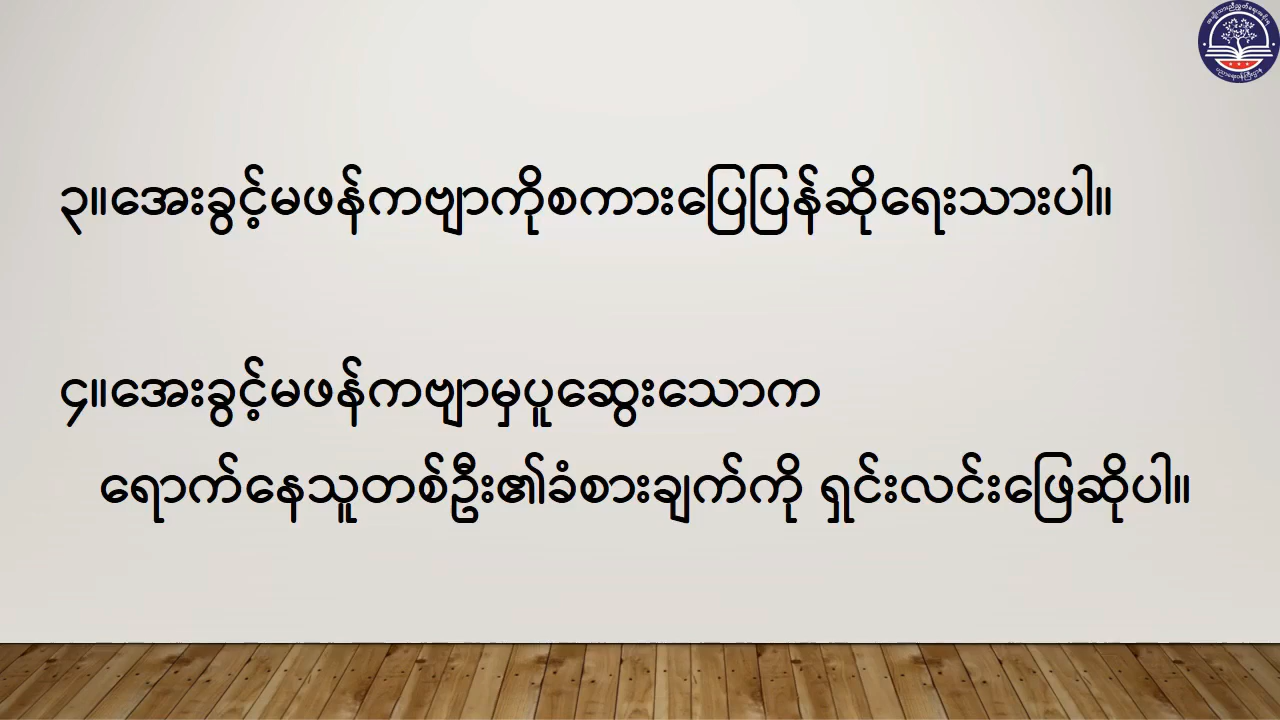 ၃။အေးခွင့်မဖန်ကဗျာကိုစကားပြေပြန်ဆိုရေးသားပါ။
၄။အေးခွင့်မဖန်ကဗျာမှပူဆွေးသောက
ရောက်နေသူတစ်ဦး၏ခံစားချက်ကို ရှင်းလင်းဖြေဆိုပါ။